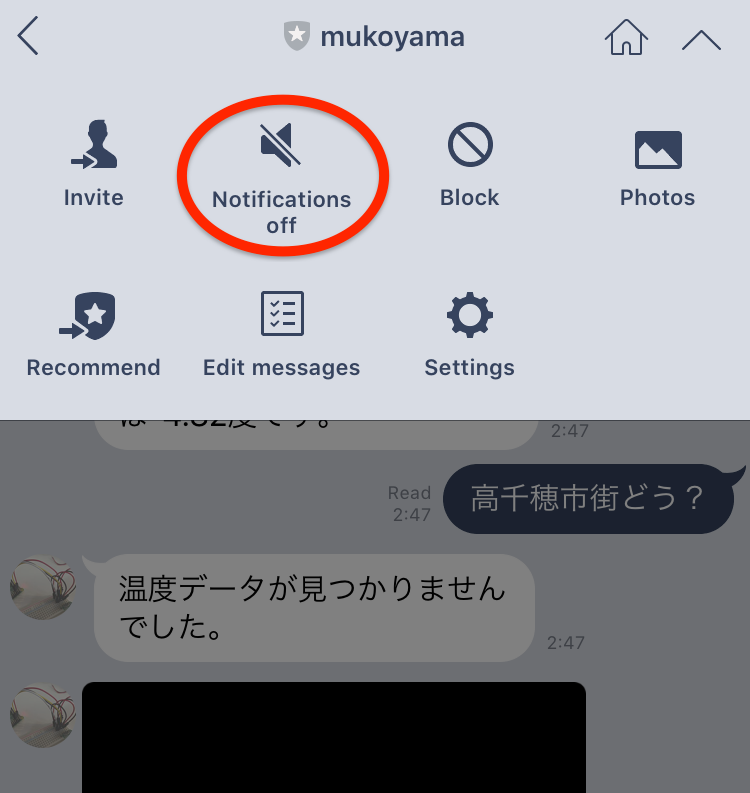 mukoyama
Invite
Notifications
off
Block
Photos
Recommend
Edit messages
Settings
2:47
Read
2:47
高千穂市街どう？
温度データが見つかりません
でした。
2:47